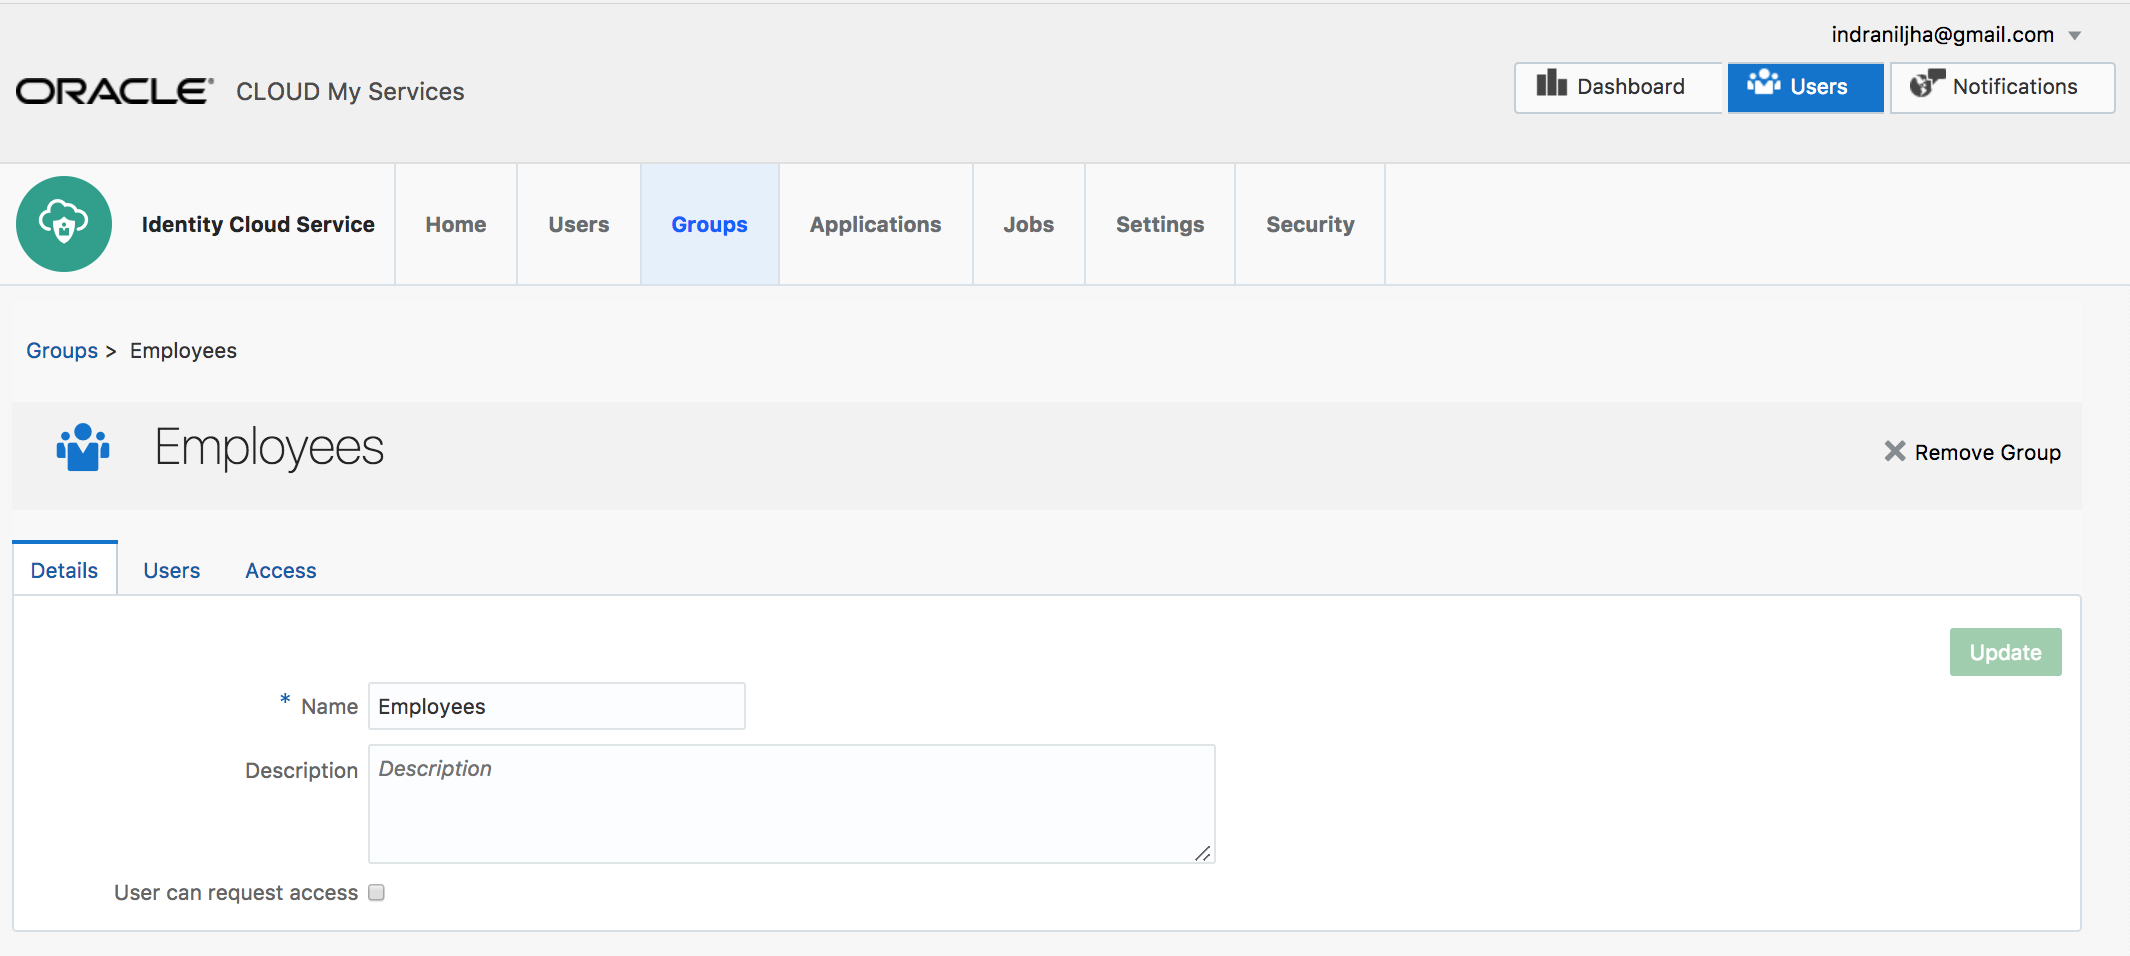 indraniljha@gmail.com
ORACLE® CLOUD My Services
Dashboard Users Notifications
Identity Cloud Service Home Users Groups Applications Jobs Settings Security
Groups > Employees
Employees
Remove Group
Details Users Access
Update
* Name Employees
Description Description
User can request access